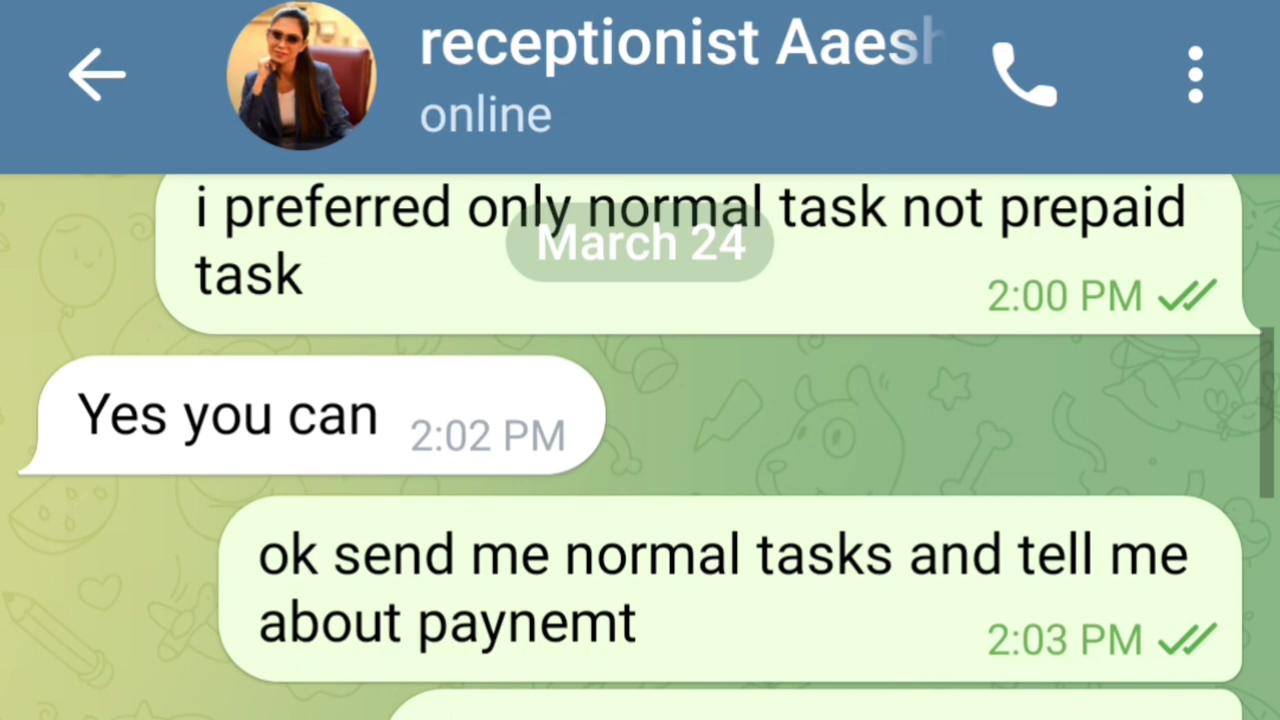 receptionist Aaesh
online
i preferred only normal task not prepaid
March 24
task
2:00 PM
Yes you can
2:02 PM
ok send me normal tasks and tell me
about paynemt
2:03 PM